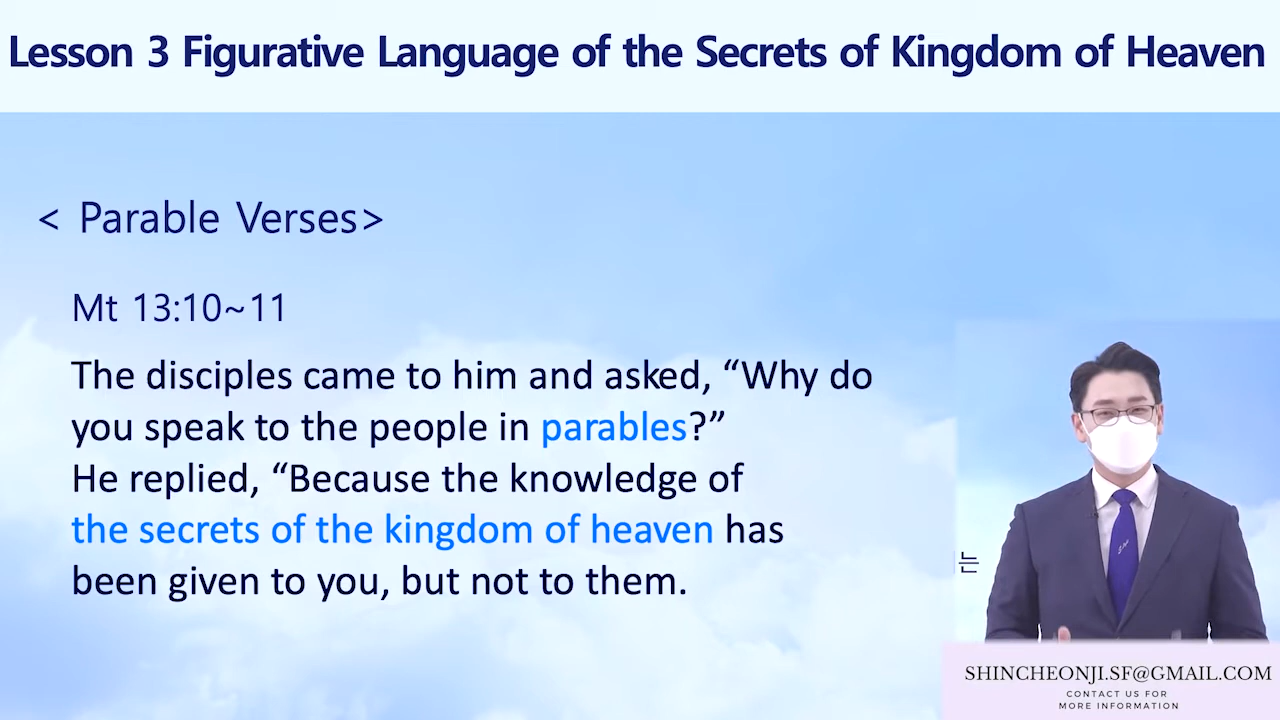 Lesson 3 Figurative Language of the Secrets of Kingdom of Heaven
< Parable Verses>
Mt 13:10~11
The disciples came to him and asked, “Why do
you speak to the people in parables?”
He replied, “Because the knowledge of
the secrets of the kingdom of heaven has
been given to you, but not to them.
는
SHINCHEONJI.SF@GMAIL.COM
CONTACT US FOR
MORE INFORMATION